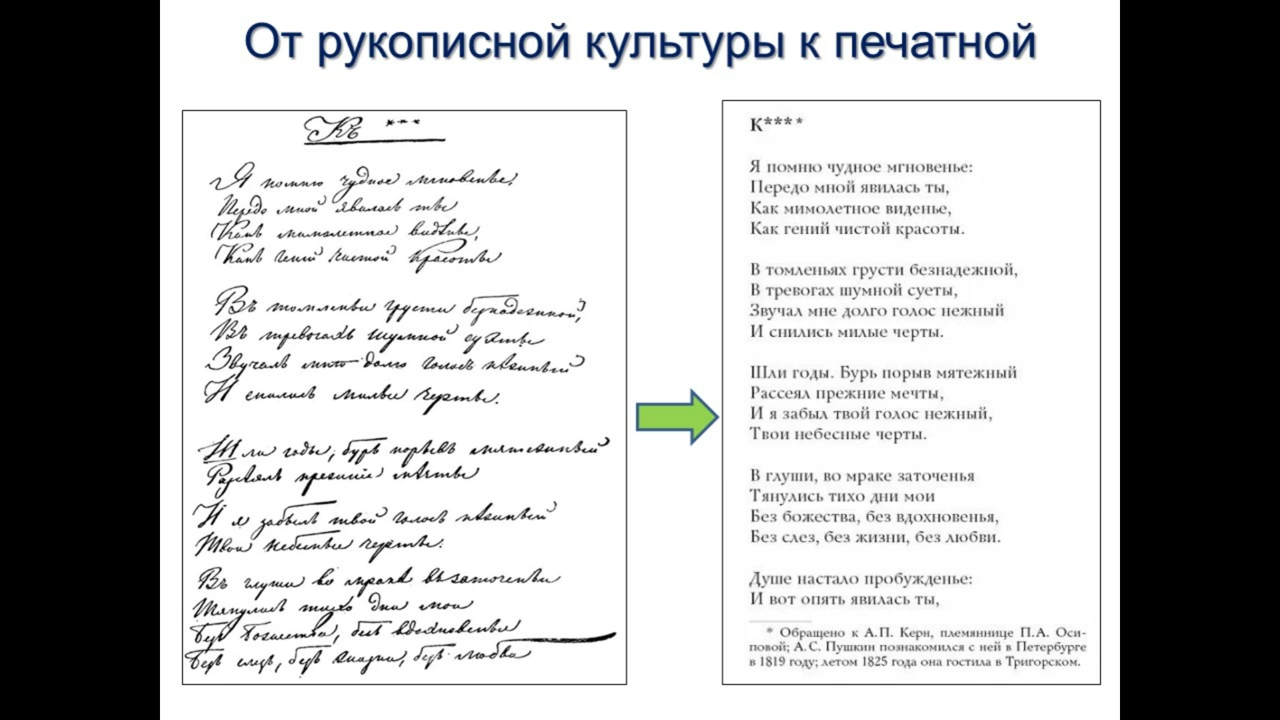 От рукописной культуры к печатной
Къ ***
Я помню чудное мгновенье,
Передо мной явилась ты
Какъ мимолетное видѣнье,
Какъ геній чистой красоты
Въ томленьи грусти безнадежной,
Въ тревогахъ шумной суеты
Звучалъ мнѣ долго голосъ нѣжный
И снились милые черты.
Шли годы, бурь порывъ мятежный
Разсѣялъ прежніе мечты
И я забылъ твой голосъ нѣжный
Твои небесные черты.
Въ глуши во мракѣ заточенья
Тянулись тихо дни мои
Безъ божества, безъ вдохновенья
Безъ слезъ, безъ жизни, безъ любви
К****
Я помню чудное мгновенье:
Передо мной явилась ты,
Как мимолетное виденье,
Как гений чистой красоты.
В томленьях грусти безнадежной,
В тревогах шумной суеты,
Звучал мне долго голос нежный
И снились милые черты.
Шли годы. Бурь порыв мятежный
Рассеял прежние мечты,
И я забыл твой голос нежный,
Твои небесные черты.
В глуши, во мраке заточенья
Тянулись тихо дни мои
Без божества, без вдохновенья,
Без слез, без жизни, без любви.
Душе настало пробужденье:
И вот опять явилась ты,
* Обращено к А.П. Керн, племяннице П.А. Оси-
повой; А.С. Пушкин познакомился с ней в Петербурге
в 1819 году; летом 1825 года она гостила в Тригорском.